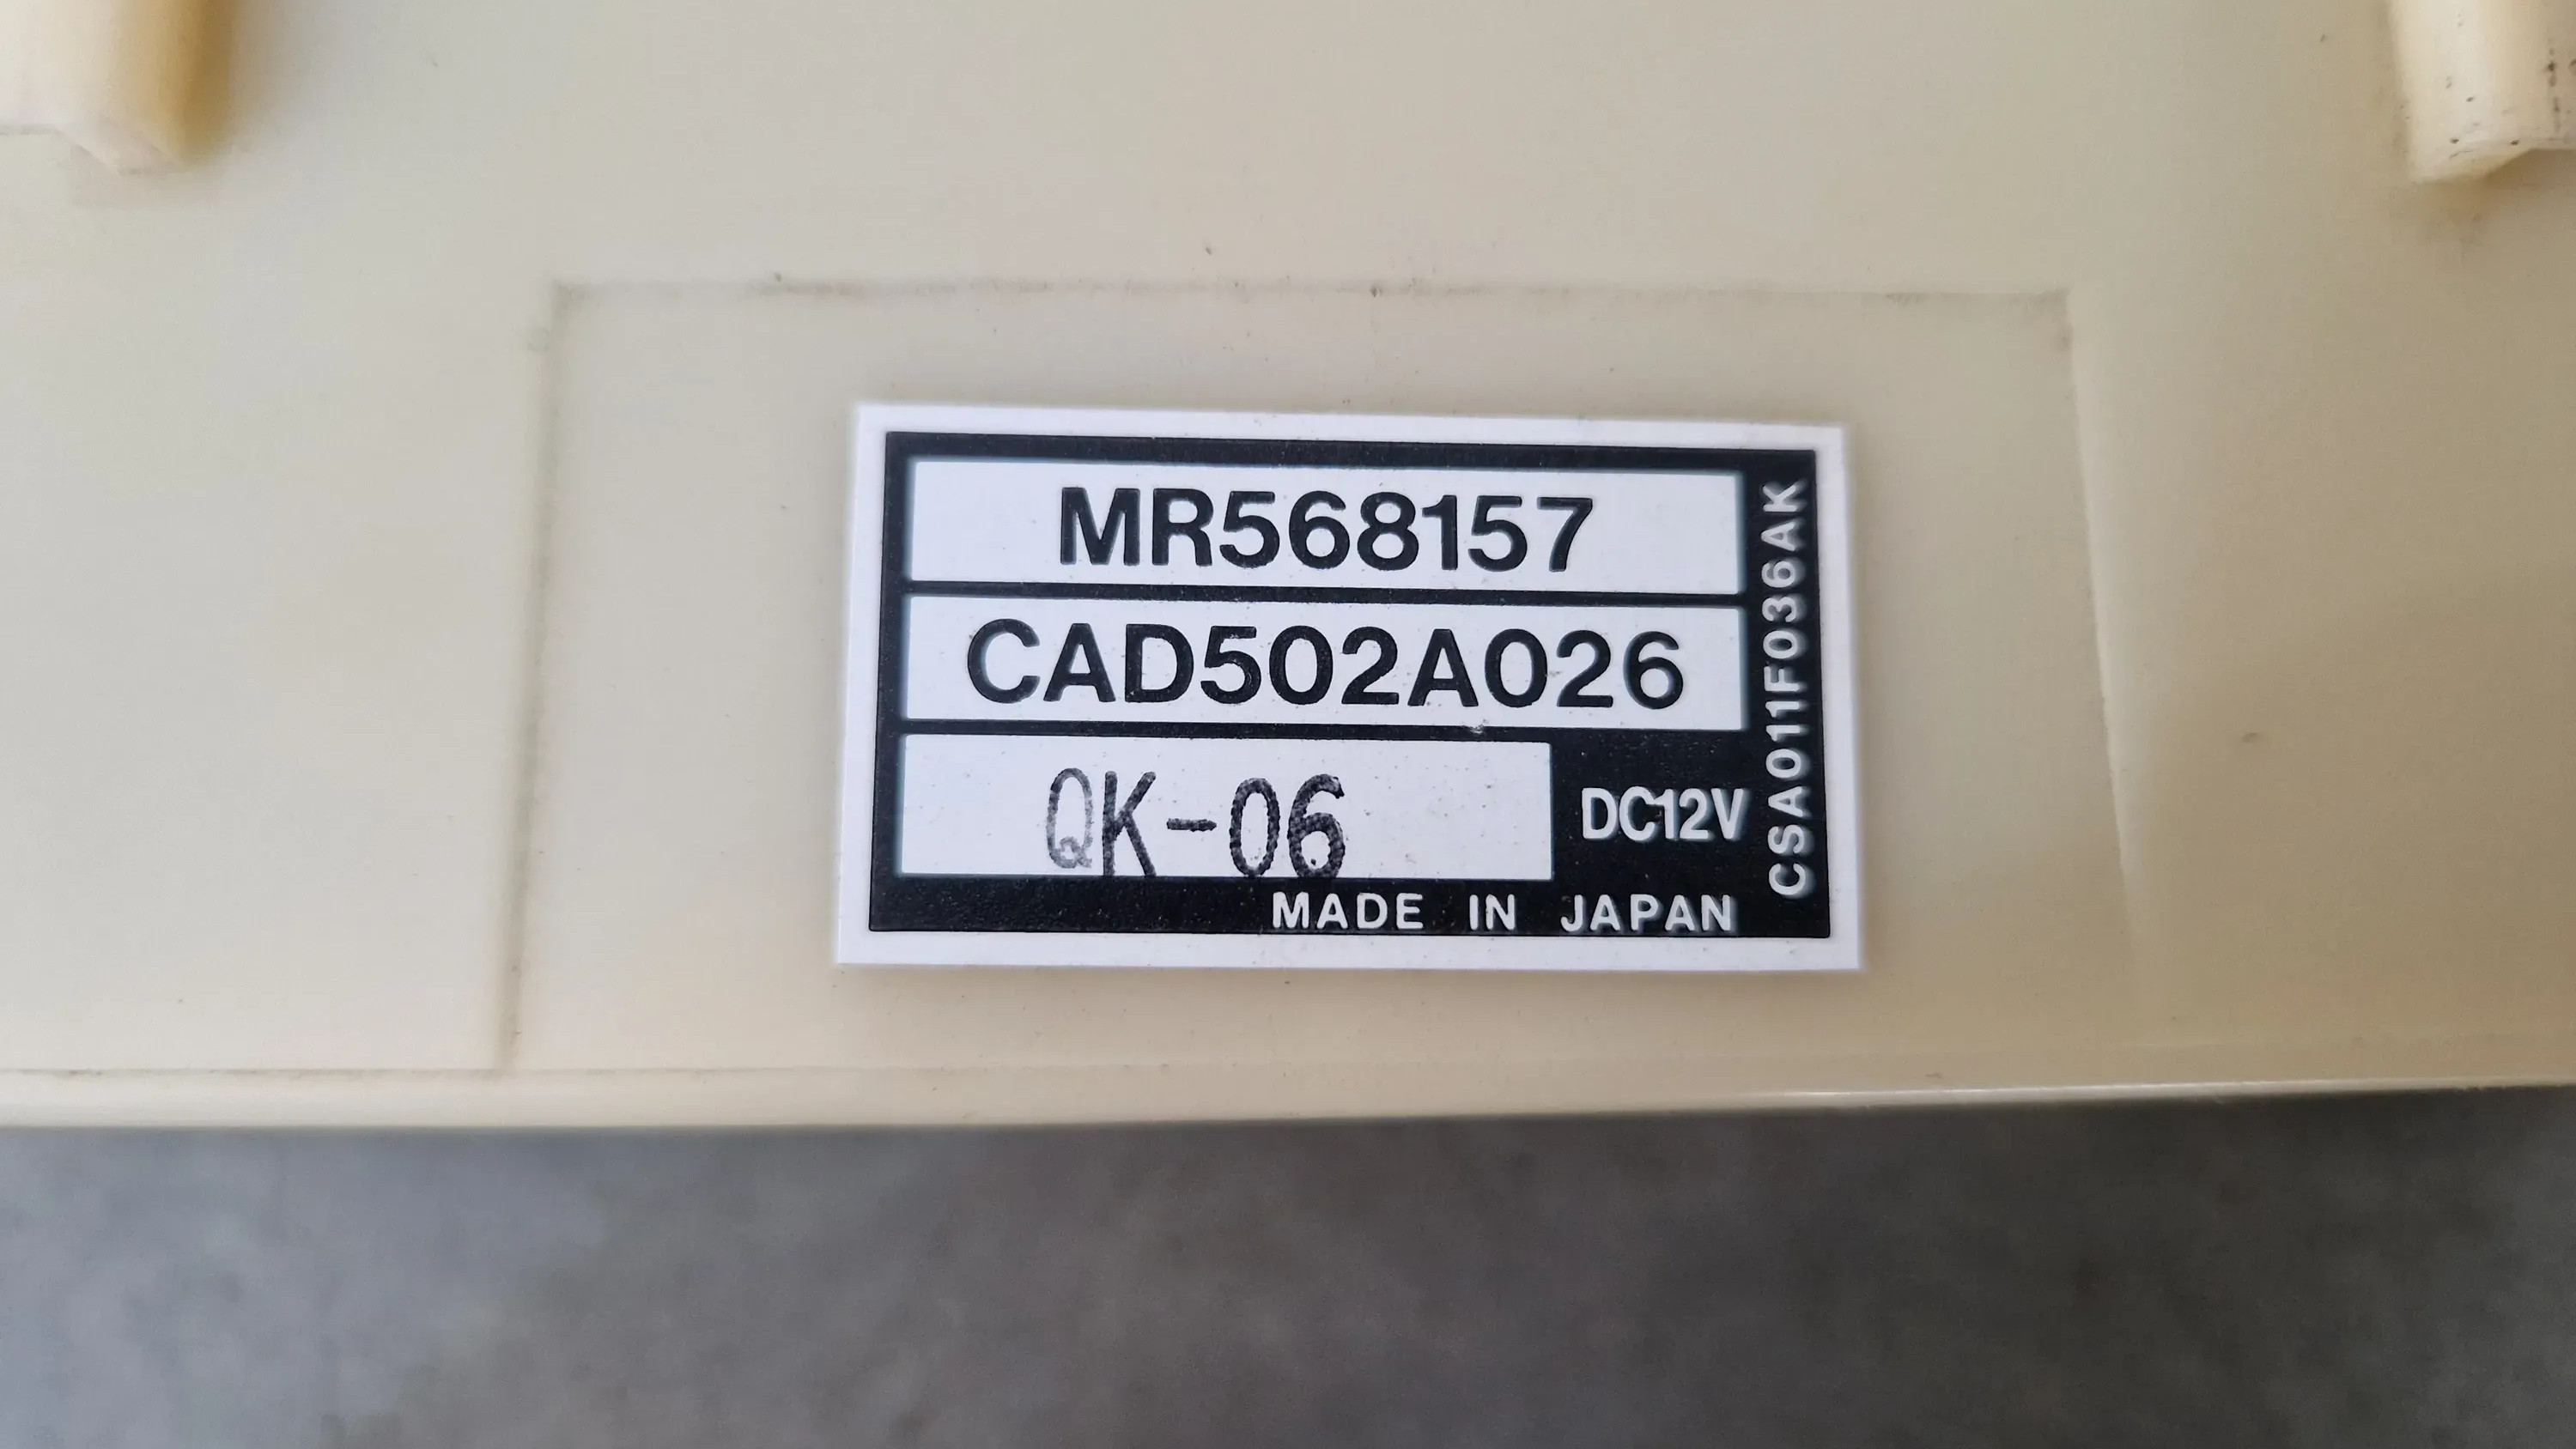 MR568157
CAD502A026
QK-06
DC12V
MADE IN JAPAN
CSA011F036AK